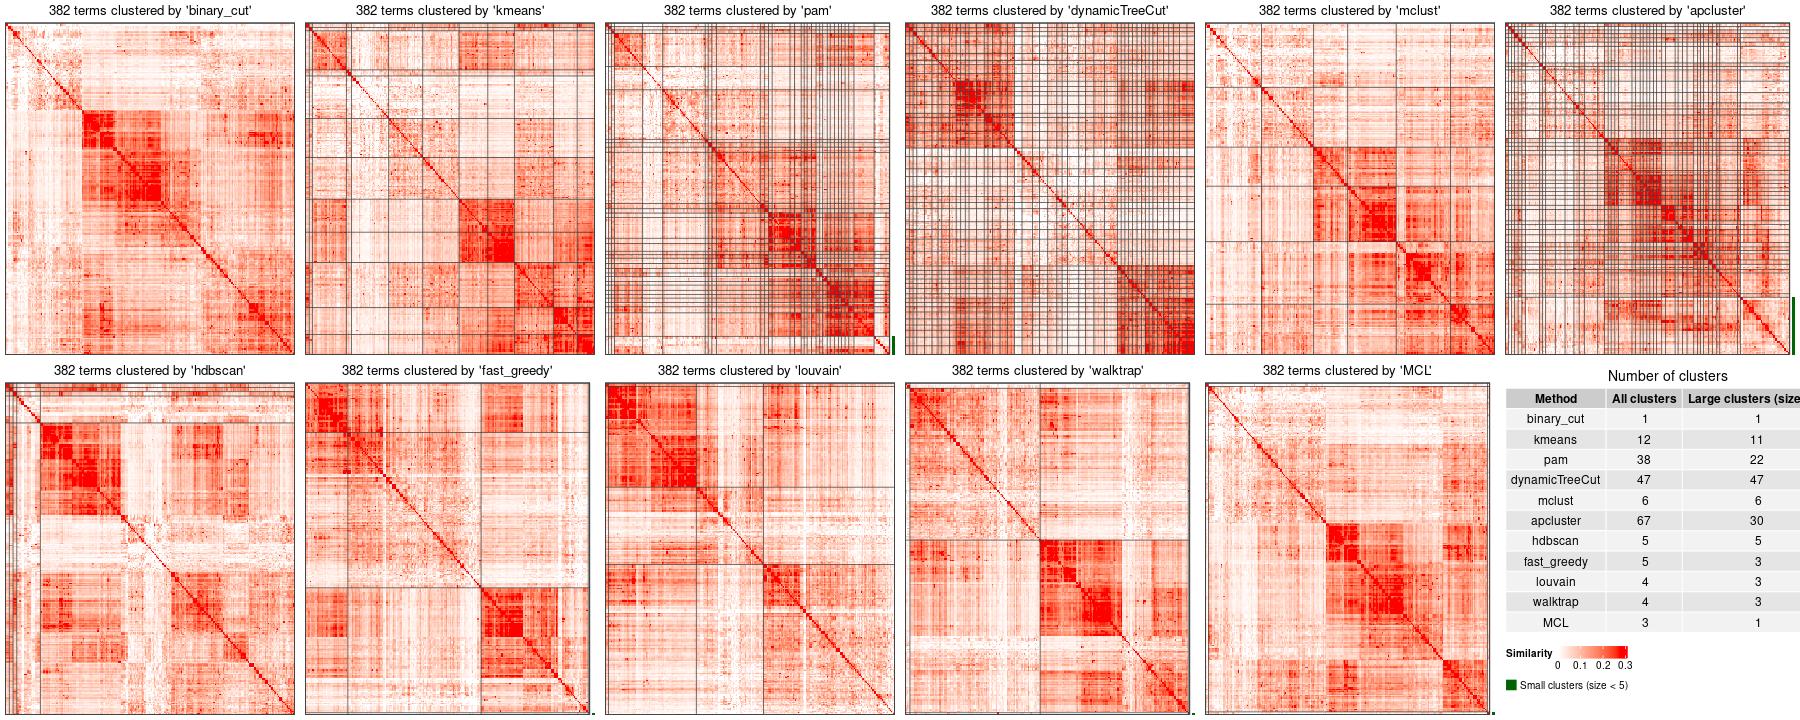 382 terms clustered by 'binary_cut'
382 terms clustered by 'kmeans'
382 terms clustered by 'pam'
382 terms clustered by 'dynamicTreeCut'
382 terms clustered by 'mclust'
382 terms clustered by 'apcluster'
382 terms clustered by 'hdbscan'
382 terms clustered by 'fast_greedy'
382 terms clustered by 'louvain'
382 terms clustered by 'walktrap'
382 terms clustered by 'MCL'
Number of clusters
Method All clusters Large clusters (size
binary_cut 1 1
kmeans 12 11
pam 38 22
dynamicTreeCut 47 47
mclust 6 6
apcluster 67 30
hdbscan 5 5
fast_greedy 5 3
louvain 4 3
walktrap 4 3
MCL 3 1
Similarity
0 0.1 0.2 0.3
Small clusters (size < 5)